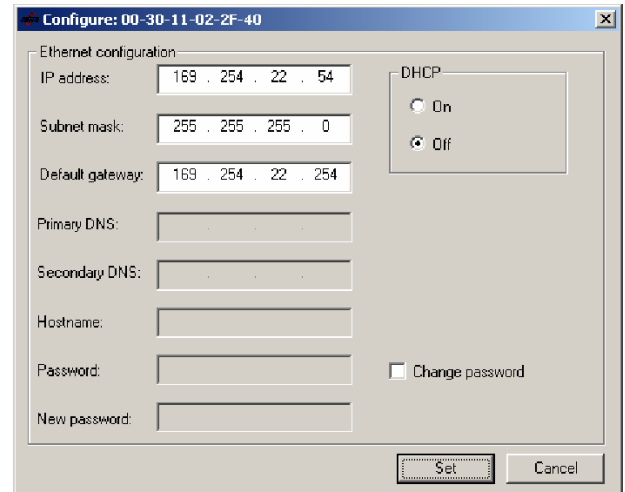 Configure: 00-30-11-02-2F-40
Ethernet configuration
IP address: 169 . 254 . 22 . 54
DHCP
On
Subnet mask: 255 . 255 . 255 . 0
Off
Default gateway: 169 . 254 . 22 . 254
Primary DNS: . . .
Secondary DNS: . . .
Hostname:
Password:
Change password
New password:
Set
Cancel